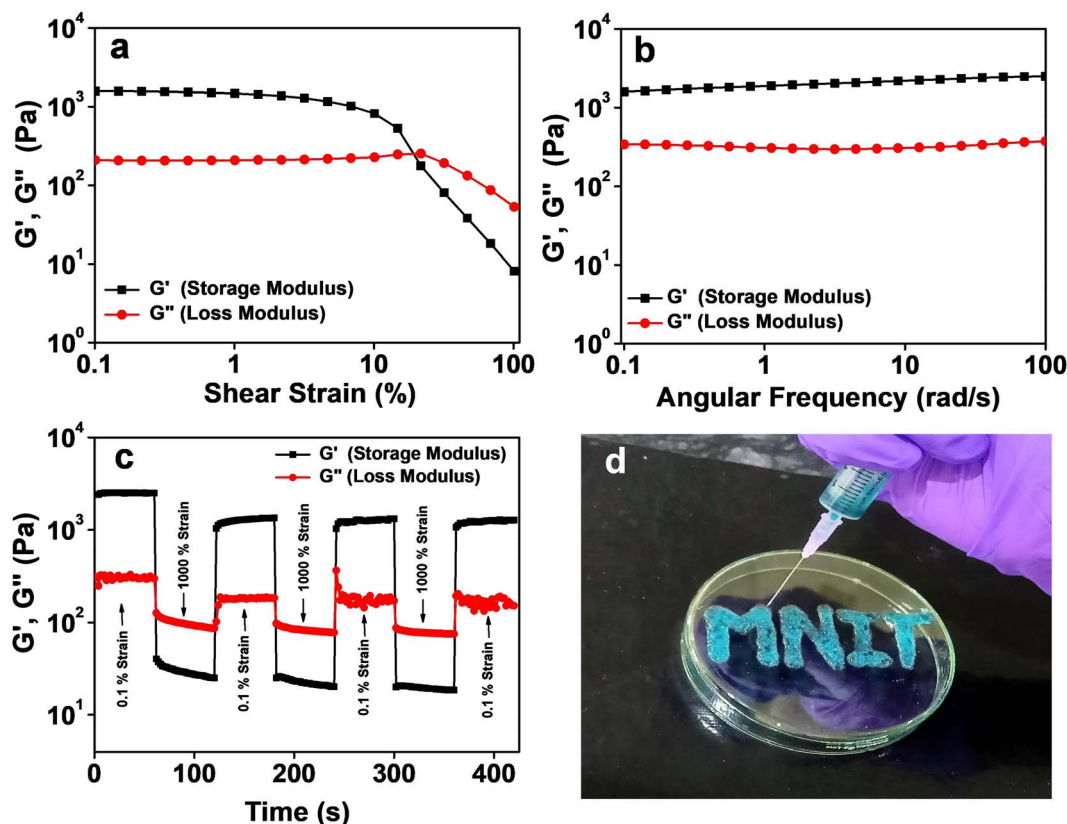 a
10⁴
10³
10²
10¹
10⁰
G', G'' (Pa)
G' (Storage Modulus)
G'' (Loss Modulus)
0.1 1 10 100
Shear Strain (%)
b
10⁴
10³
10²
10¹
10⁰
G', G'' (Pa)
G' (Storage Modulus)
G'' (Loss Modulus)
0.1 1 10 100
Angular Frequency (rad/s)
c
10⁴
10³
10²
10¹
G', G'' (Pa)
G' (Storage Modulus)
G'' (Loss Modulus)
0.1 % Strain
1000 % Strain
0.1 % Strain
1000 % Strain
0.1 % Strain
1000 % Strain
0.1 % Strain
0 100 200 300 400
Time (s)
d
MNIT